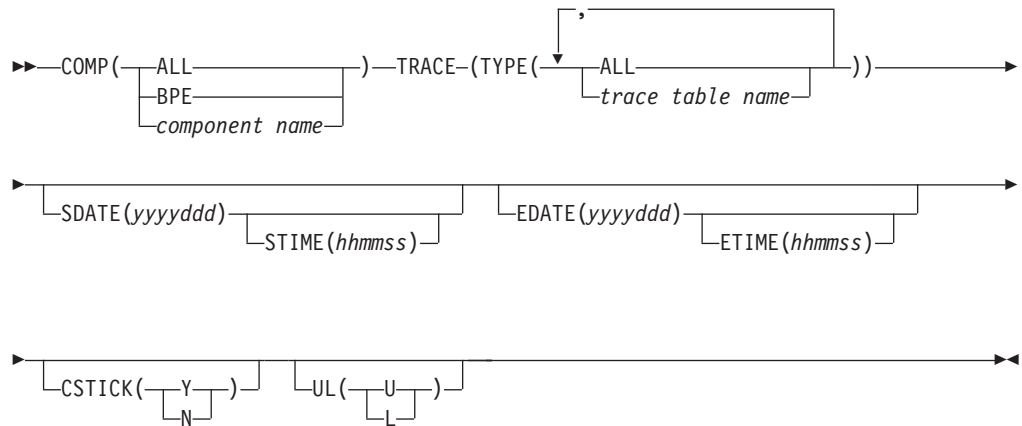 ,
COMP( ALL ) TRACE (TYPE( ALL ))
BPE trace table name
component name
SDATE(yyyyddd) EDATE(yyyyddd)
STIME(hhmmss) ETIME(hhmmss)
CSTICK( Y ) UL( U )
N L